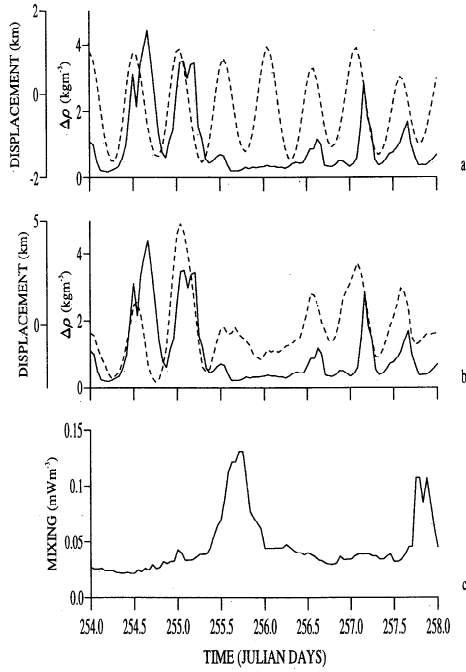 2
0
-2
DISPLACEMENT (km)
4
2
0
Δρ (kgm⁻³)
a
5
0
DISPLACEMENT (km)
4
2
0
Δρ (kgm⁻³)
b
0.15
0.10
0.05
0.0
MIXING (mWm⁻³)
c
254.0 254.5 255.0 255.5 256.0 256.5 257.0 257.5 258.0
TIME (JULIAN DAYS)